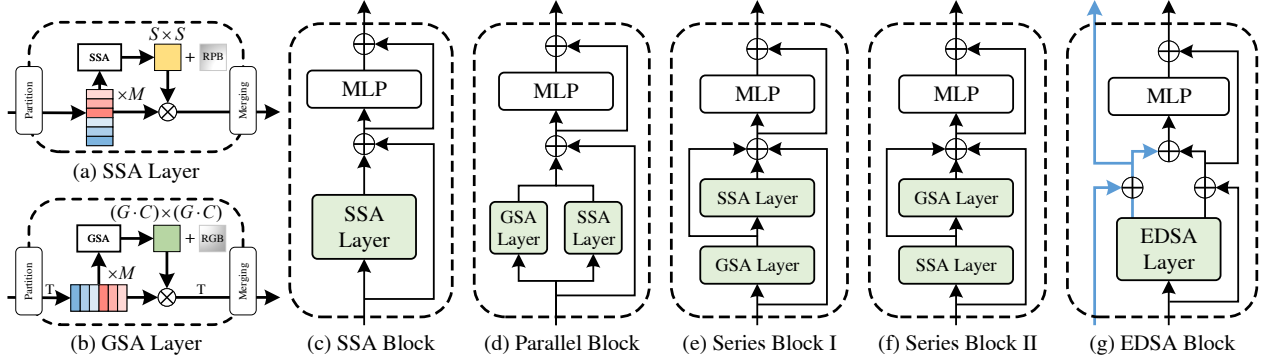 S×S
SSA
+
RPB
Partition
×M
Merging
(a) SSA Layer
(G·C)×(G·C)
GSA
+
RGB
Partition
T
×M
T
Merging
(b) GSA Layer
MLP
SSA
Layer
(c) SSA Block
MLP
GSA
Layer
SSA
Layer
(d) Parallel Block
MLP
SSA Layer
GSA Layer
(e) Series Block I
MLP
GSA Layer
SSA Layer
(f) Series Block II
MLP
EDSA
Layer
(g) EDSA Block